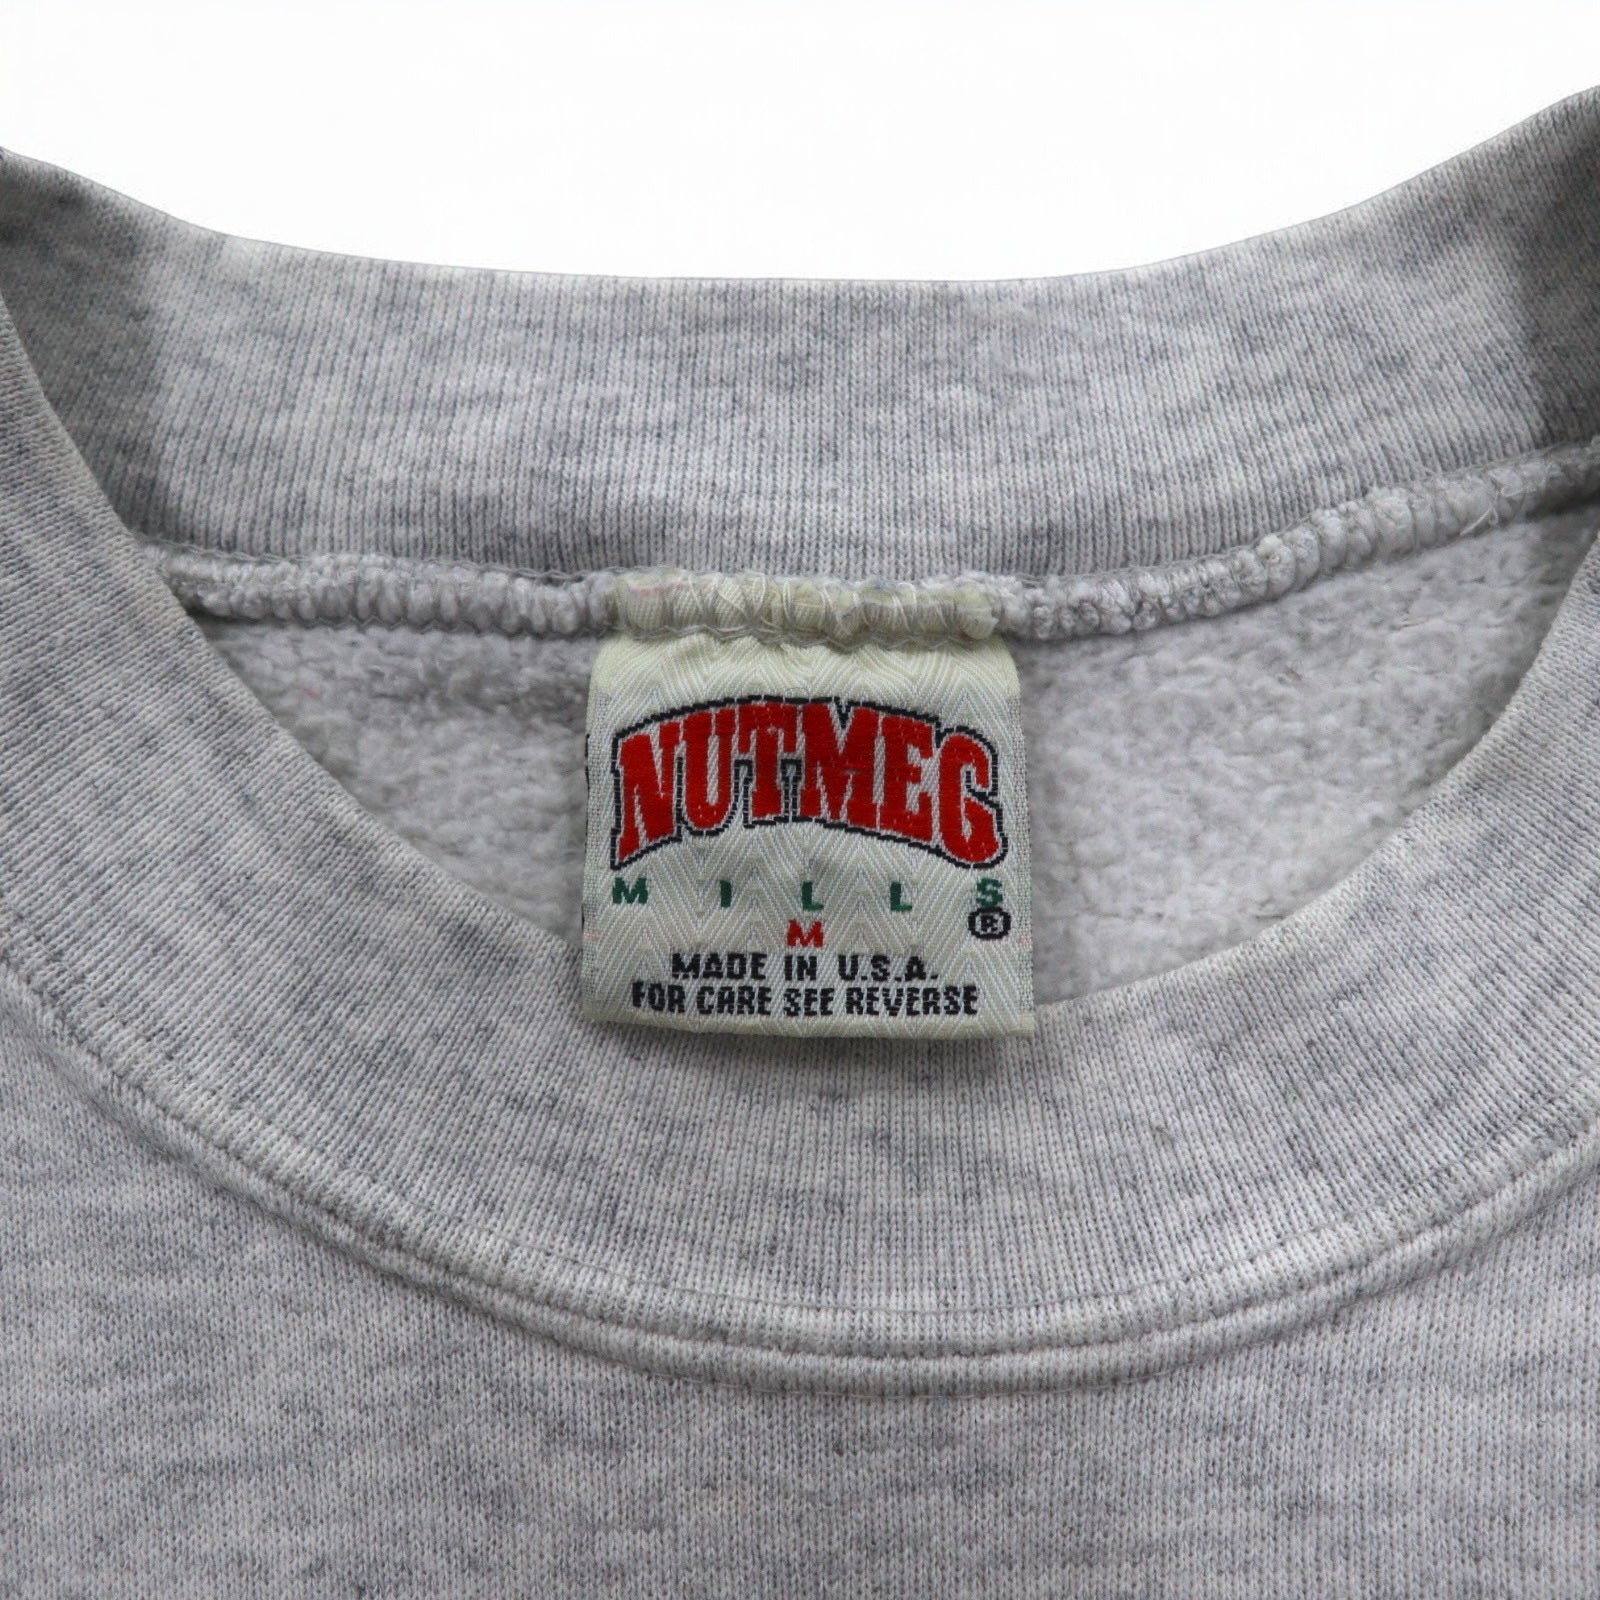 NUTMEG
MILLS
®
M
MADE IN U.S.A.
FOR CARE SEE REVERSE